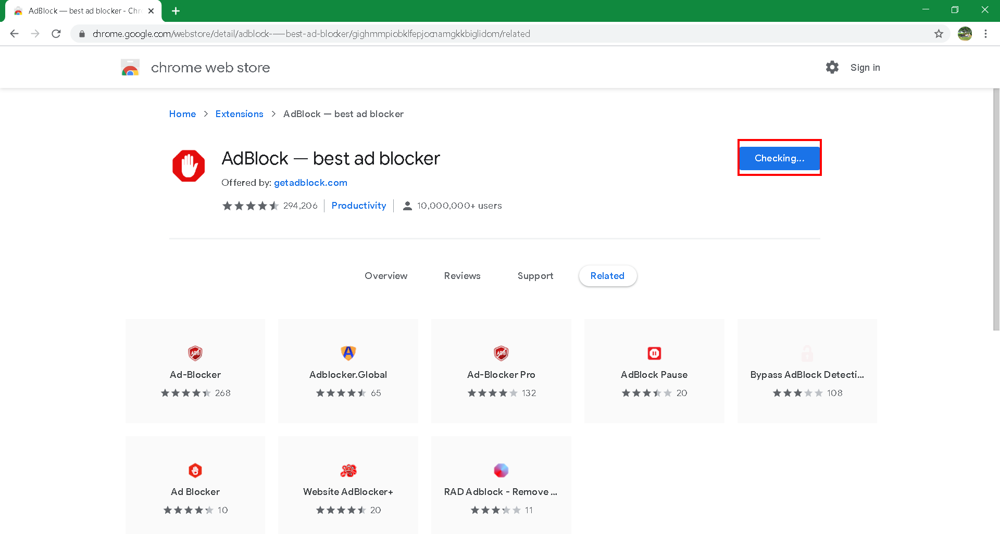 AdBlock — best ad blocker - Chr
chrome.google.com/webstore/detail/adblock-—-best-ad-blocker/gighmmpiobklfepjocnamgkkbiglidom/related
chrome web store
Sign in
Home > Extensions > AdBlock — best ad blocker
AdBlock — best ad blocker
Checking...
Offered by: getadblock.com
294,206 Productivity 10,000,000+ users
Overview Reviews Support Related
ADB ADB
Ad-Blocker Adblocker.Global Ad-Blocker Pro AdBlock Pause Bypass AdBlock Detecti...
268 65 132 20 108
Ad Blocker Website AdBlocker+ RAD Adblock - Remove ...
10 20 11